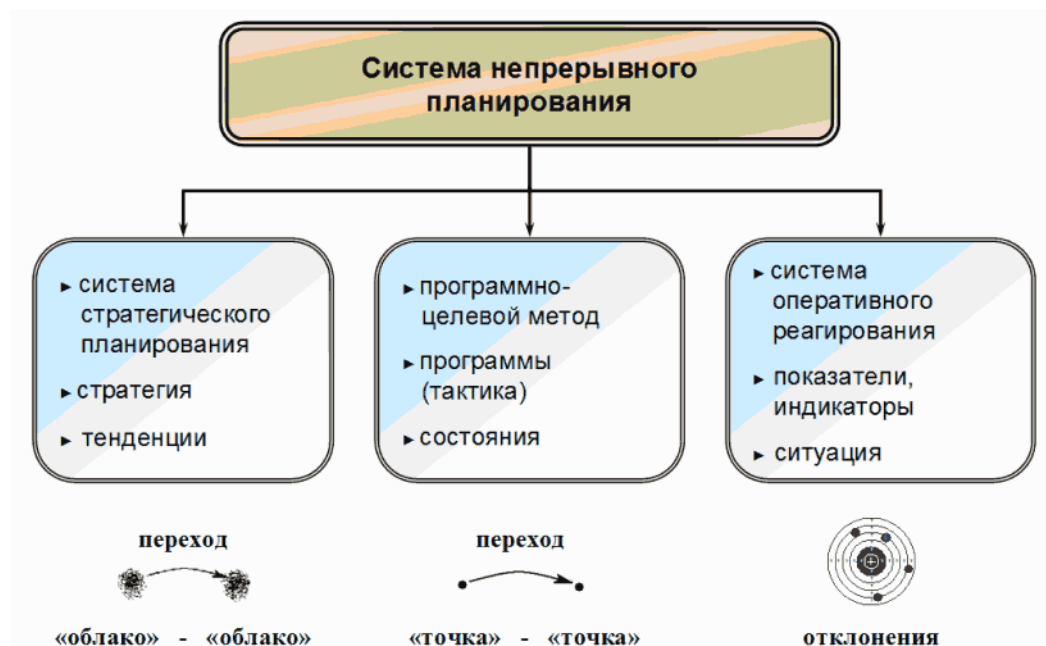 Система непрерывного
планирования
▸ система
стратегического
планирования
▸ стратегия
▸ тенденции
▸ программно-
целевой метод
▸ программы
(тактика)
▸ состояния
▸ система
оперативного
реагирования
▸ показатели,
индикаторы
▸ ситуация
переход
«облако» - «облако»
переход
«точка» - «точка»
отклонения